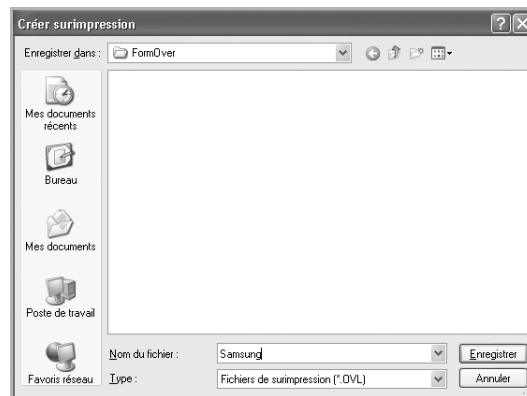 Créer surimpression
Enregistrer dans :
FormOver
Mes documents
récents
Bureau
Mes documents
Poste de travail
Favoris réseau
Nom du fichier :
Samsung
Enregistrer
Type :
Fichiers de surimpression (*.OVL)
Annuler